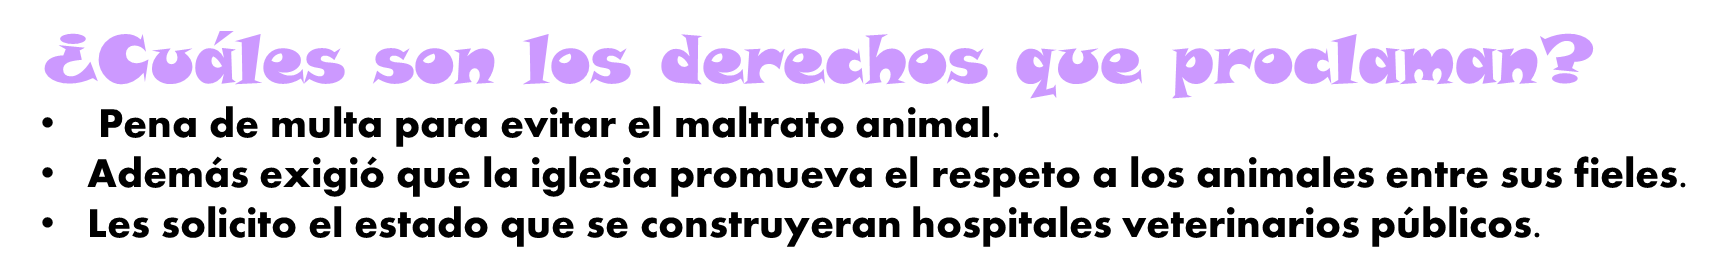 ¿Cuáles son los derechos que proclaman?
• Pena de multa para evitar el maltrato animal.
• Además exigió que la iglesia promueva el respeto a los animales entre sus fieles.
• Les solicito el estado que se construyeran hospitales veterinarios públicos.